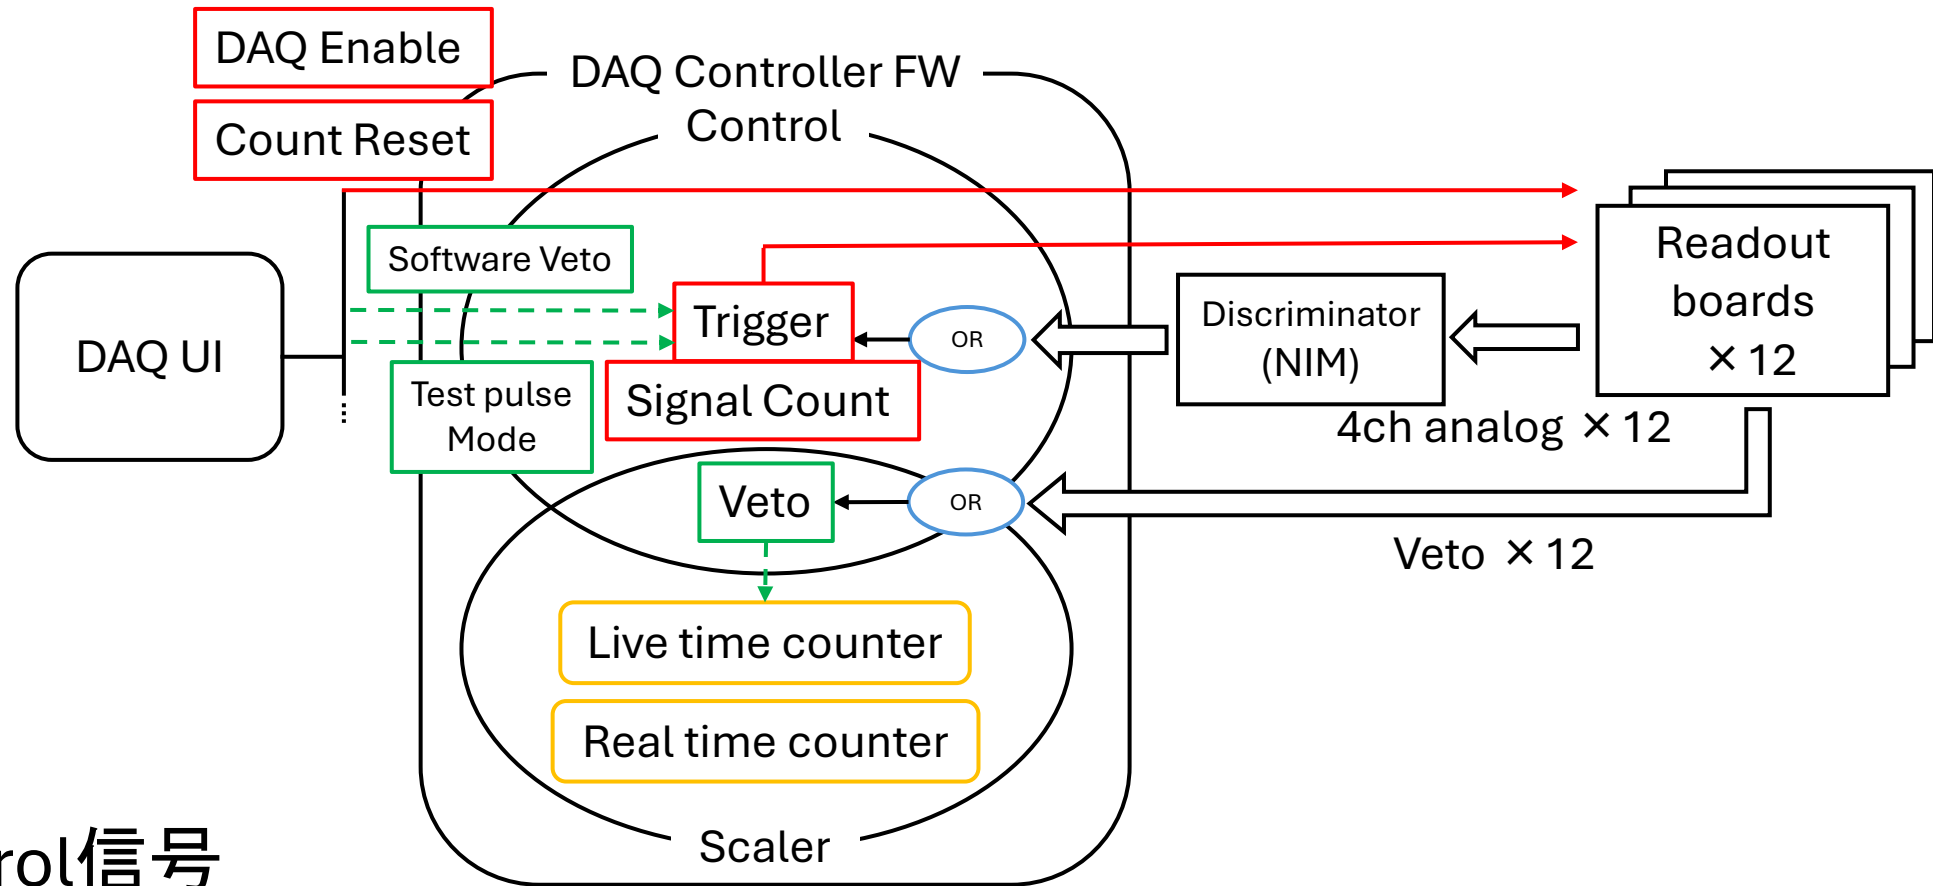 DAQ Enable
DAQ Controller FW
Count Reset
Control
Software Veto
DAQ UI
Trigger
OR
Discriminator
(NIM)
Readout
boards
×12
Test pulse
Mode
Signal Count
4ch analog ×12
Veto
OR
Veto ×12
Live time counter
Real time counter
Scaler
rol信号